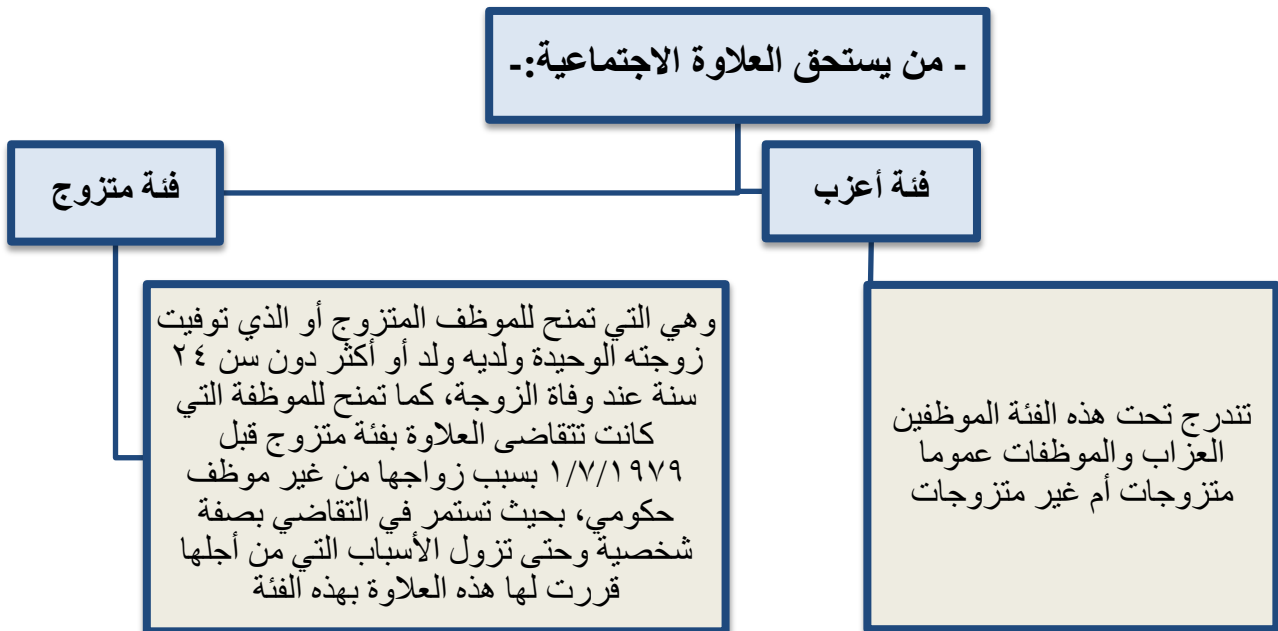 - من يستحق العلاوة الاجتماعية:-
فئة أعزب
تندرج تحت هذه الفئة الموظفين
العزاب والموظفات عموما
متزوجات أم غير متزوجات
فئة متزوج
وهي التي تمنح للموظف المتزوج أو الذي توفيت
زوجته الوحيدة ولديه ولد أو أكثر دون سن ٢٤
سنة عند وفاة الزوجة، كما تمنح للموظفة التي
كانت تتقاضى العلاوة بفئة متزوج قبل
١/٧/١٩٧٩ بسبب زواجها من غير موظف
حكومي، بحيث تستمر في التقاضي بصفة
شخصية وحتى تزول الأسباب التي من أجلها
قررت لها هذه العلاوة بهذه الفئة